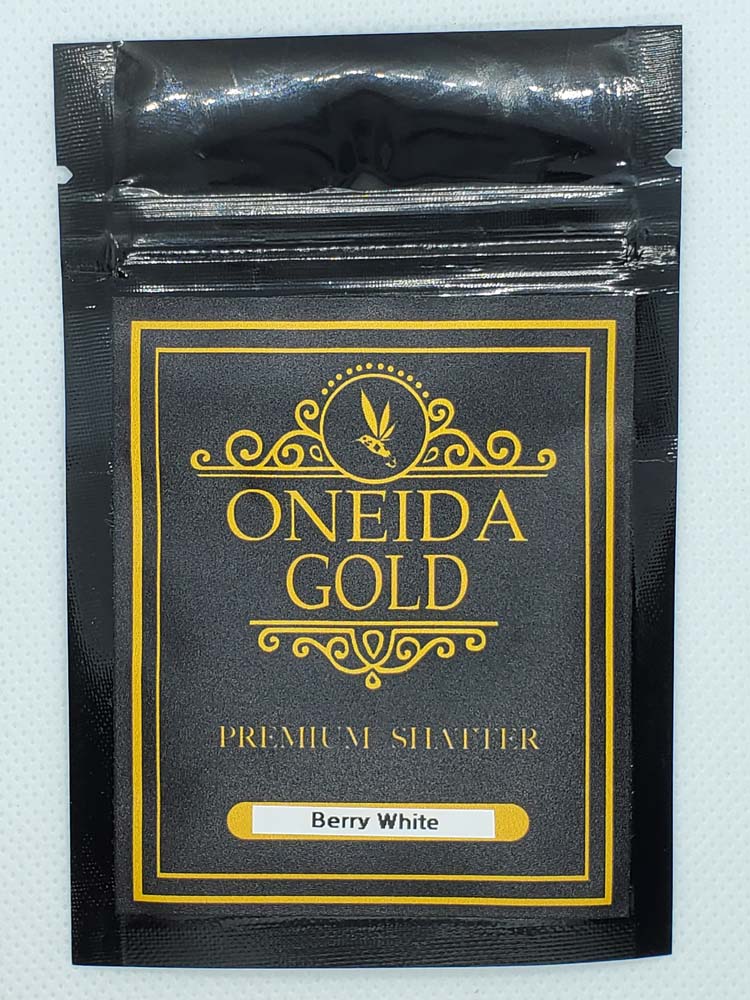 ONEIDA
GOLD
PREMIUM SHATTER
Berry White